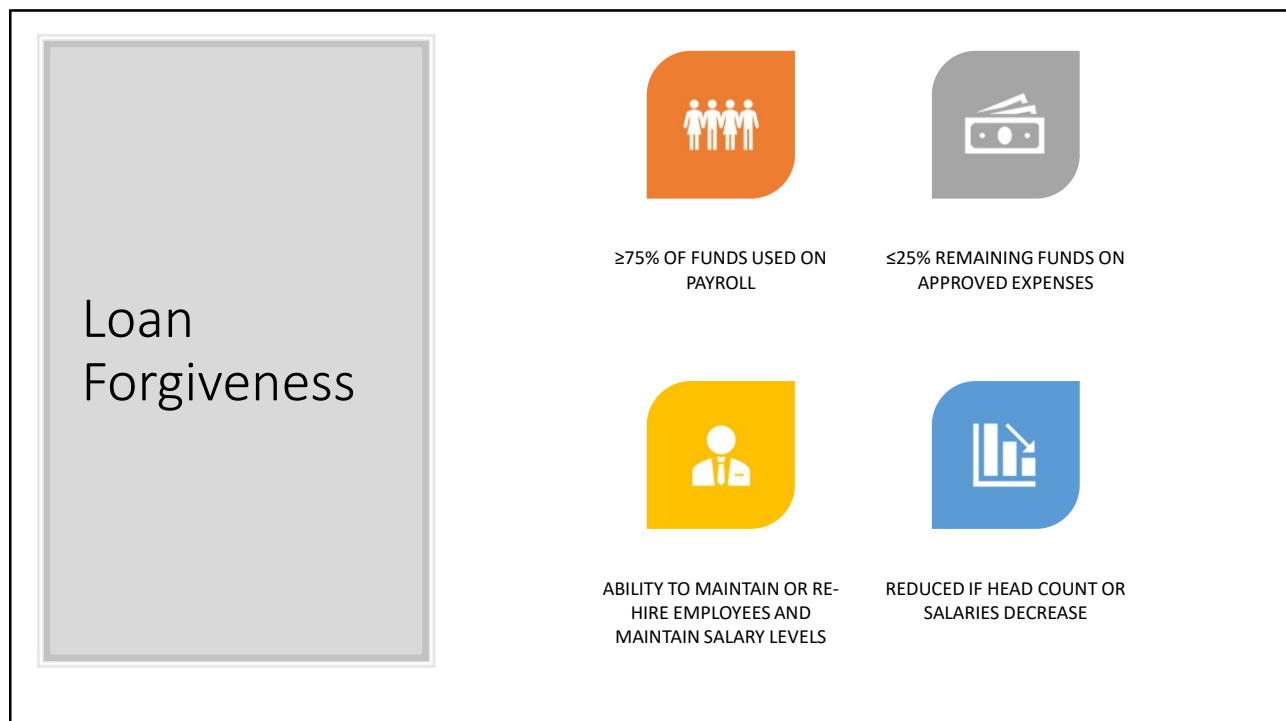 Loan
Forgiveness
≥75% OF FUNDS USED ON
PAYROLL
≤25% REMAINING FUNDS ON
APPROVED EXPENSES
ABILITY TO MAINTAIN OR RE-
HIRE EMPLOYEES AND
MAINTAIN SALARY LEVELS
REDUCED IF HEAD COUNT OR
SALARIES DECREASE